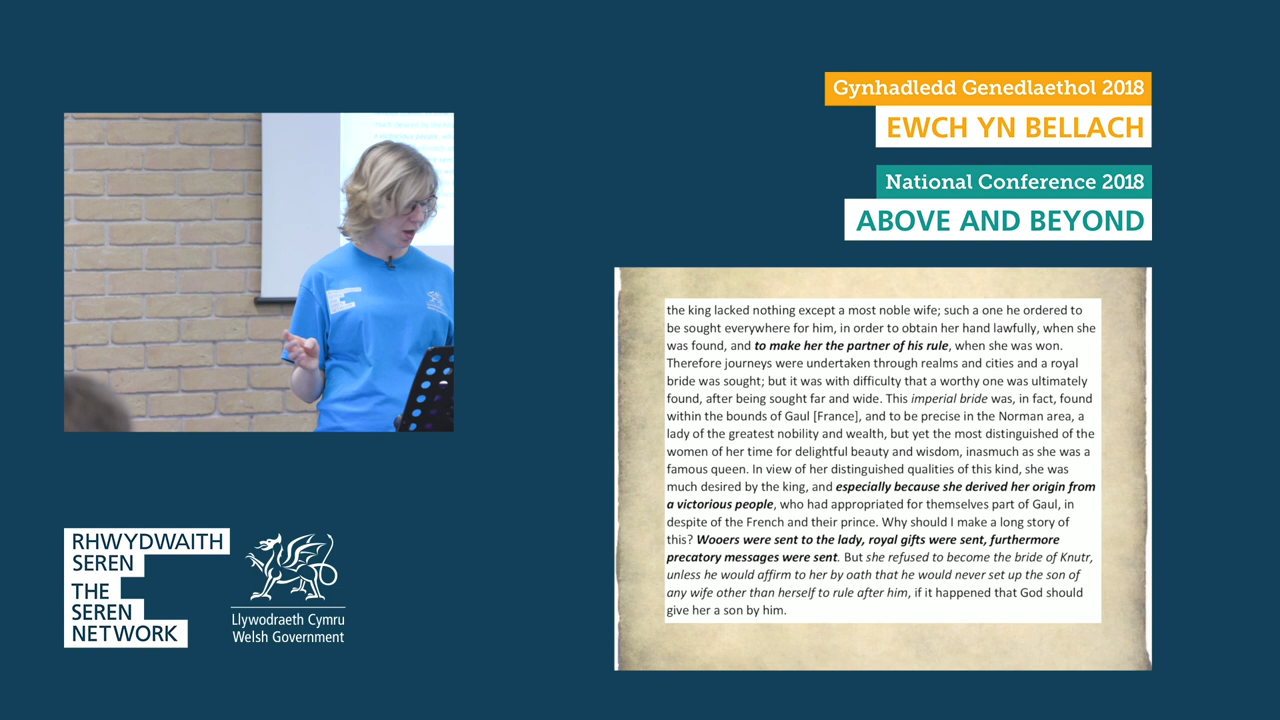 Gynhadledd Genedlaethol 2018
EWCH YN BELLACH
National Conference 2018
ABOVE AND BEYOND
the king lacked nothing except a most noble wife; such a one he ordered to
be sought everywhere for him, in order to obtain her hand lawfully, when she
was found, and to make her the partner of his rule, when she was won.
Therefore journeys were undertaken through realms and cities and a royal
bride was sought; but it was with difficulty that a worthy one was ultimately
found, after being sought far and wide. This imperial bride was, in fact, found
within the bounds of Gaul [France], and to be precise in the Norman area, a
lady of the greatest nobility and wealth, but yet the most distinguished of the
women of her time for delightful beauty and wisdom, inasmuch as she was a
famous queen. In view of her distinguished qualities of this kind, she was
much desired by the king, and especially because she derived her origin from
a victorious people, who had appropriated for themselves part of Gaul, in
despite of the French and their prince. Why should I make a long story of
this? Wooers were sent to the lady, royal gifts were sent, furthermore
precatory messages were sent. But she refused to become the bride of Knutr,
unless he would affirm to her by oath that he would never set up the son of
any wife other than herself to rule after him, if it happened that God should
give her a son by him.
RHWYDWAITH
SEREN
THE
SEREN
NETWORK
Llywodraeth Cymru
Welsh Government